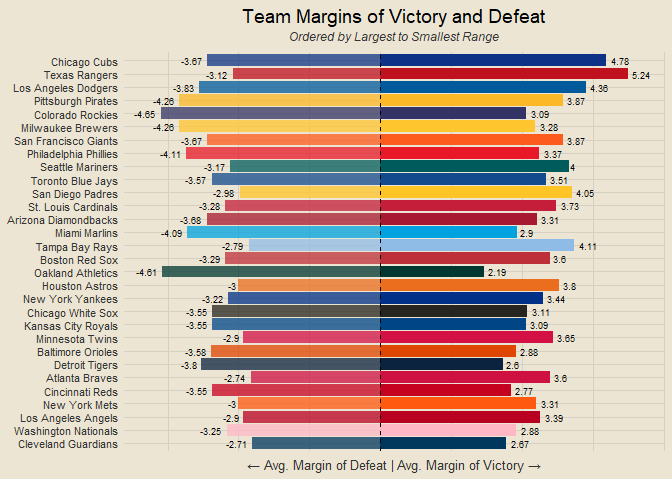 Team Margins of Victory and Defeat
Ordered by Largest to Smallest Range
Chicago Cubs -3.67 4.78
Texas Rangers -3.12 5.24
Los Angeles Dodgers -3.83 4.36
Pittsburgh Pirates -4.26 3.87
Colorado Rockies -4.65 3.09
Milwaukee Brewers -4.26 3.28
San Francisco Giants -3.67 3.87
Philadelphia Phillies -4.11 3.37
Seattle Mariners -3.17 4
Toronto Blue Jays -3.57 3.51
San Diego Padres -2.98 4.05
St. Louis Cardinals -3.28 3.73
Arizona Diamondbacks -3.68 3.31
Miami Marlins -4.09 2.9
Tampa Bay Rays -2.79 4.11
Boston Red Sox -3.29 3.6
Oakland Athletics -4.61 2.19
Houston Astros -3 3.8
New York Yankees -3.22 3.44
Chicago White Sox -3.55 3.11
Kansas City Royals -3.55 3.09
Minnesota Twins -2.9 3.65
Baltimore Orioles -3.58 2.88
Detroit Tigers -3.8 2.6
Atlanta Braves -2.74 3.6
Cincinnati Reds -3.55 2.77
New York Mets -3 3.31
Los Angeles Angels -2.9 3.39
Washington Nationals -3.25 2.88
Cleveland Guardians -2.71 2.67
← Avg. Margin of Defeat | Avg. Margin of Victory →